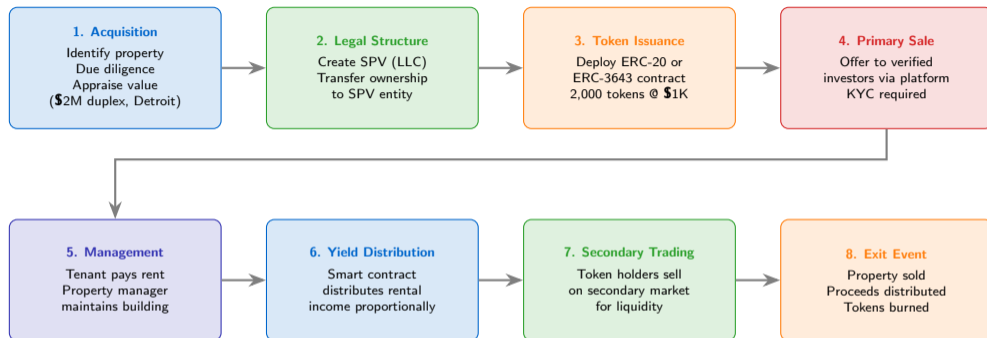 1. Acquisition
Identify property
Due diligence
Appraise value
($2M duplex, Detroit)
2. Legal Structure
Create SPV (LLC)
Transfer ownership
to SPV entity
3. Token Issuance
Deploy ERC-20 or
ERC-3643 contract
2,000 tokens @ $1K
4. Primary Sale
Offer to verified
investors via platform
KYC required
5. Management
Tenant pays rent
Property manager
maintains building
6. Yield Distribution
Smart contract
distributes rental
income proportionally
7. Secondary Trading
Token holders sell
on secondary market
for liquidity
8. Exit Event
Property sold
Proceeds distributed
Tokens burned